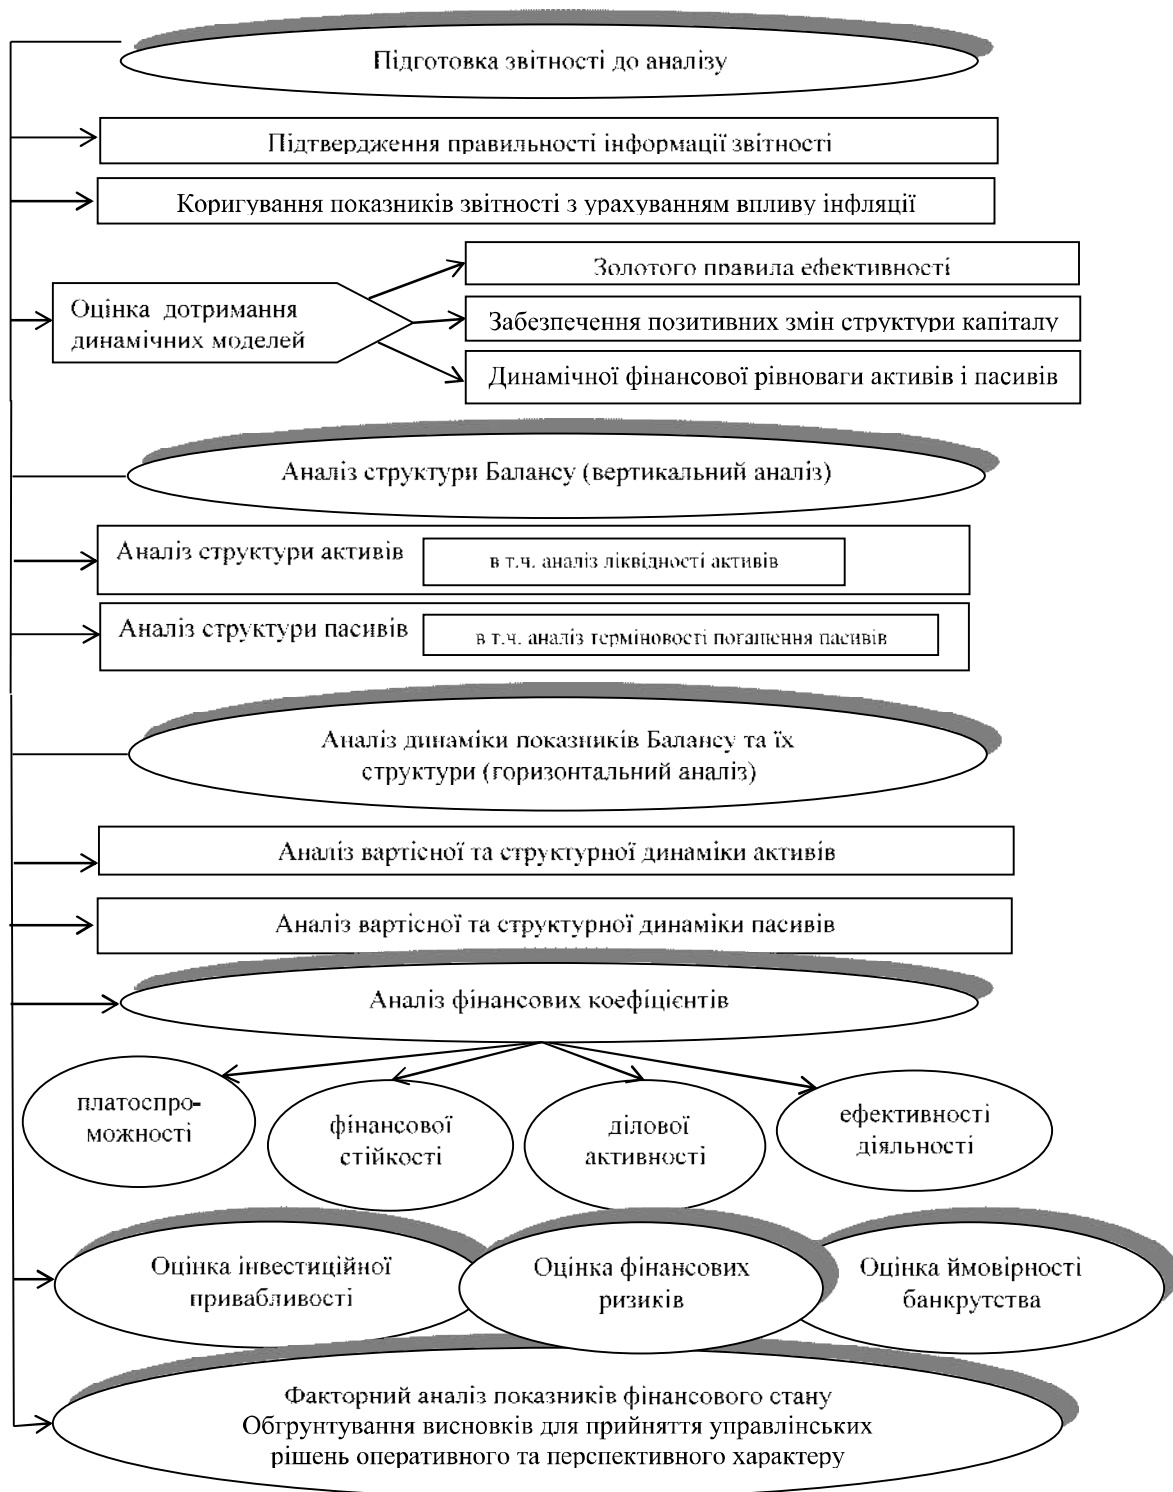 Підготовка звітності до аналізу
Підтвердження правильності інформації звітності
Коригування показників звітності з урахуванням впливу інфляції
Золотого правила ефективності
Оцінка дотримання
динамічних моделей
Забезпечення позитивних змін структури капіталу
Динамічної фінансової рівноваги активів і пасивів
Аналіз структури Балансу (вертикальний аналіз)
Аналіз структури активів
в т.ч. аналіз ліквідності активів
Аналіз структури пасивів
в т.ч. аналіз терміновості погашення пасивів
Аналіз динаміки показників Балансу та їх
структури (горизонтальний аналіз)
Аналіз вартісної та структурної динаміки активів
Аналіз вартісної та структурної динаміки пасивів
Аналіз фінансових коефіцієнтів
платоспро-
можності
фінансової
стійкості
ділової
активності
ефективності
діяльності
Оцінка інвестиційної
привабливості
Оцінка фінансових
ризиків
Оцінка ймовірності
банкрутства
Факторний аналіз показників фінансового стану
Обгрунтування висновків для прийняття управлінських
рішень оперативного та перспективного характеру